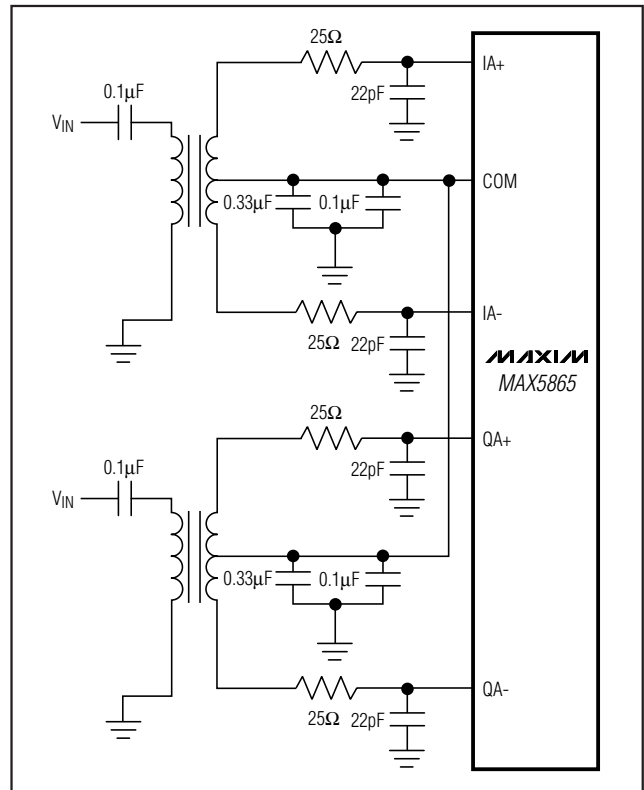 25Ω
IA+
0.1μF
22pF
VIN
COM
0.33μF
0.1μF
IA-
25Ω
22pF
MAXIM
MAX5865
25Ω
QA+
0.1μF
22pF
VIN
0.33μF
0.1μF
QA-
25Ω
22pF